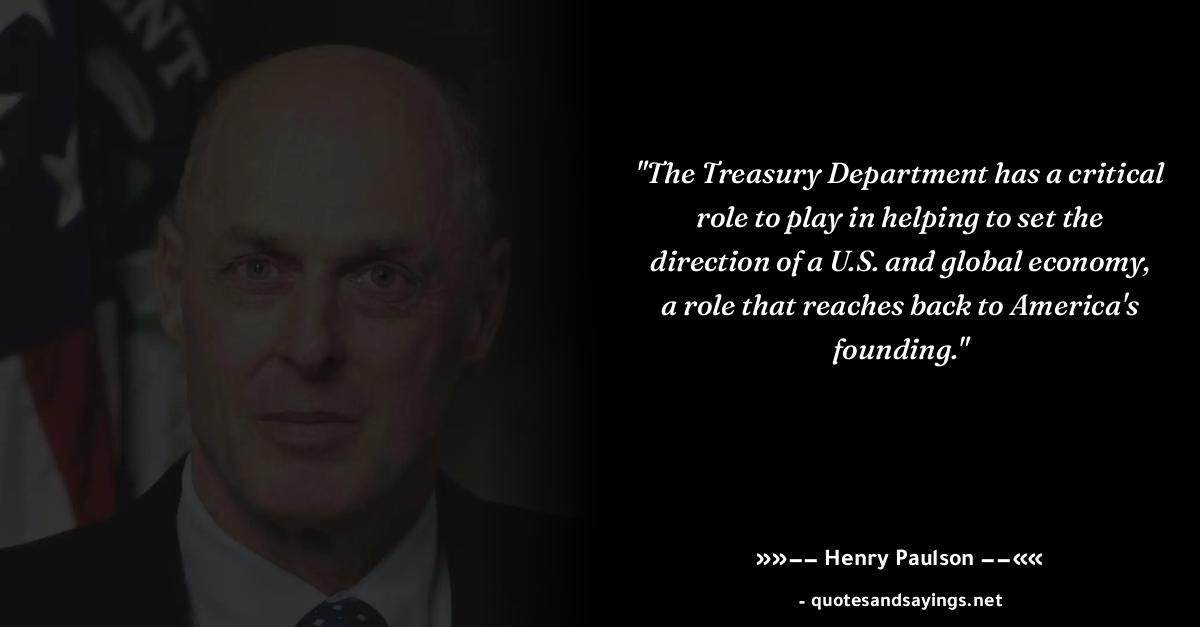 NT
"The Treasury Department has a critical
role to play in helping to set the
direction of a U.S. and global economy,
a role that reaches back to America's
founding."
»»–– Henry Paulson ––««
- quotesandsayings.net